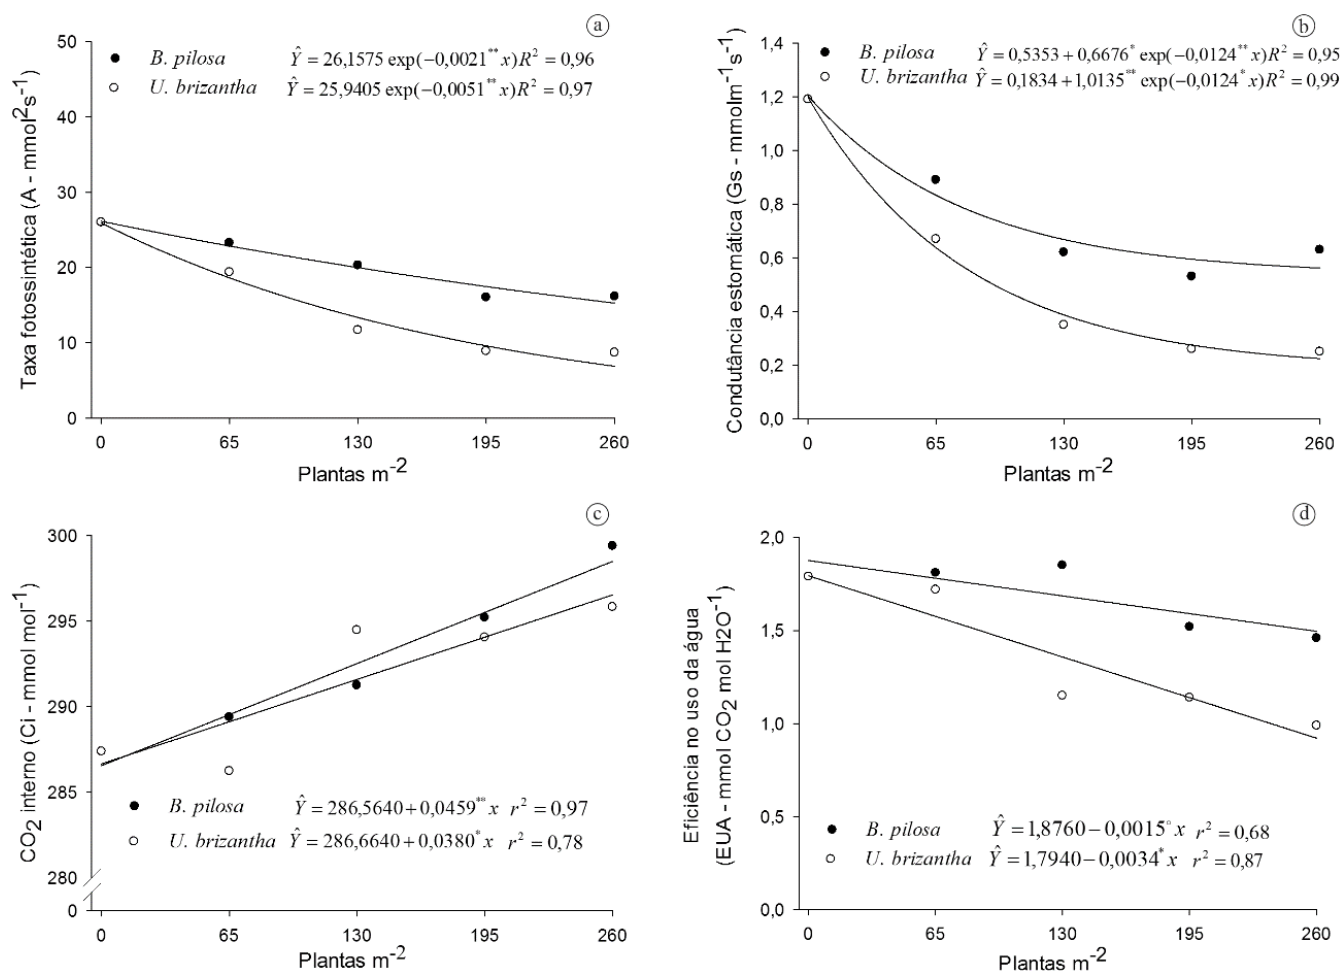 a
50
B. pilosa Ŷ = 26,1575 exp(−0,0021** x)R² = 0,96
U. brizantha Ŷ = 25,9405 exp(−0,0051** x)R² = 0,97
40
30
20
10
0
Taxa fotossintética (A - mmol²s⁻¹)
0 65 130 195 260
Plantas m⁻²
b
1,4
B. pilosa Ŷ = 0,5353 + 0,6676* exp(−0,0124** x)R² = 0,95
U. brizantha Ŷ = 0,1834 + 1,0135** exp(−0,0124* x)R² = 0,99
1,2
1,0
0,8
0,6
0,4
0,2
0,0
Condutância estomática (Gs - mmolm⁻¹s⁻¹)
0 65 130 195 260
Plantas m⁻²
c
300
295
290
285
B. pilosa Ŷ = 286,5640 + 0,0459** x r² = 0,97
U. brizantha Ŷ = 286,6640 + 0,0380* x r² = 0,78
280
0
CO₂ interno (Ci - mmol mol⁻¹)
0 65 130 195 260
Plantas m⁻²
d
2,0
1,5
1,0
0,5
B. pilosa Ŷ = 1,8760 − 0,0015° x r² = 0,68
U. brizantha Ŷ = 1,7940 − 0,0034* x r² = 0,87
0,0
Eficiência no uso da água
(EUA - mmol CO₂ mol H2O⁻¹)
0 65 130 195 260
Plantas m⁻²